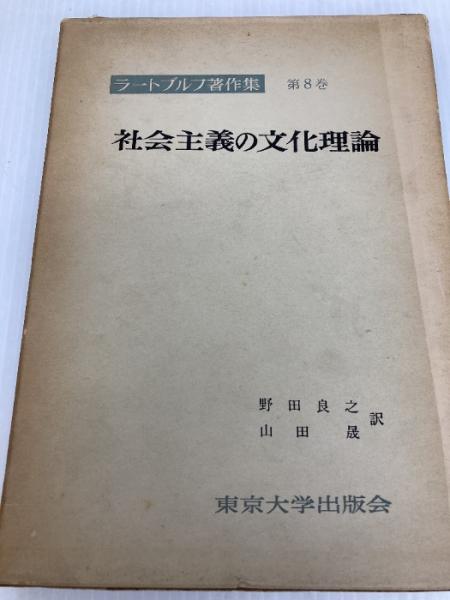 ラートブルフ著作集 第8巻
社会主義の文化理論
野田良之
山田晟 訳
東京大学出版会